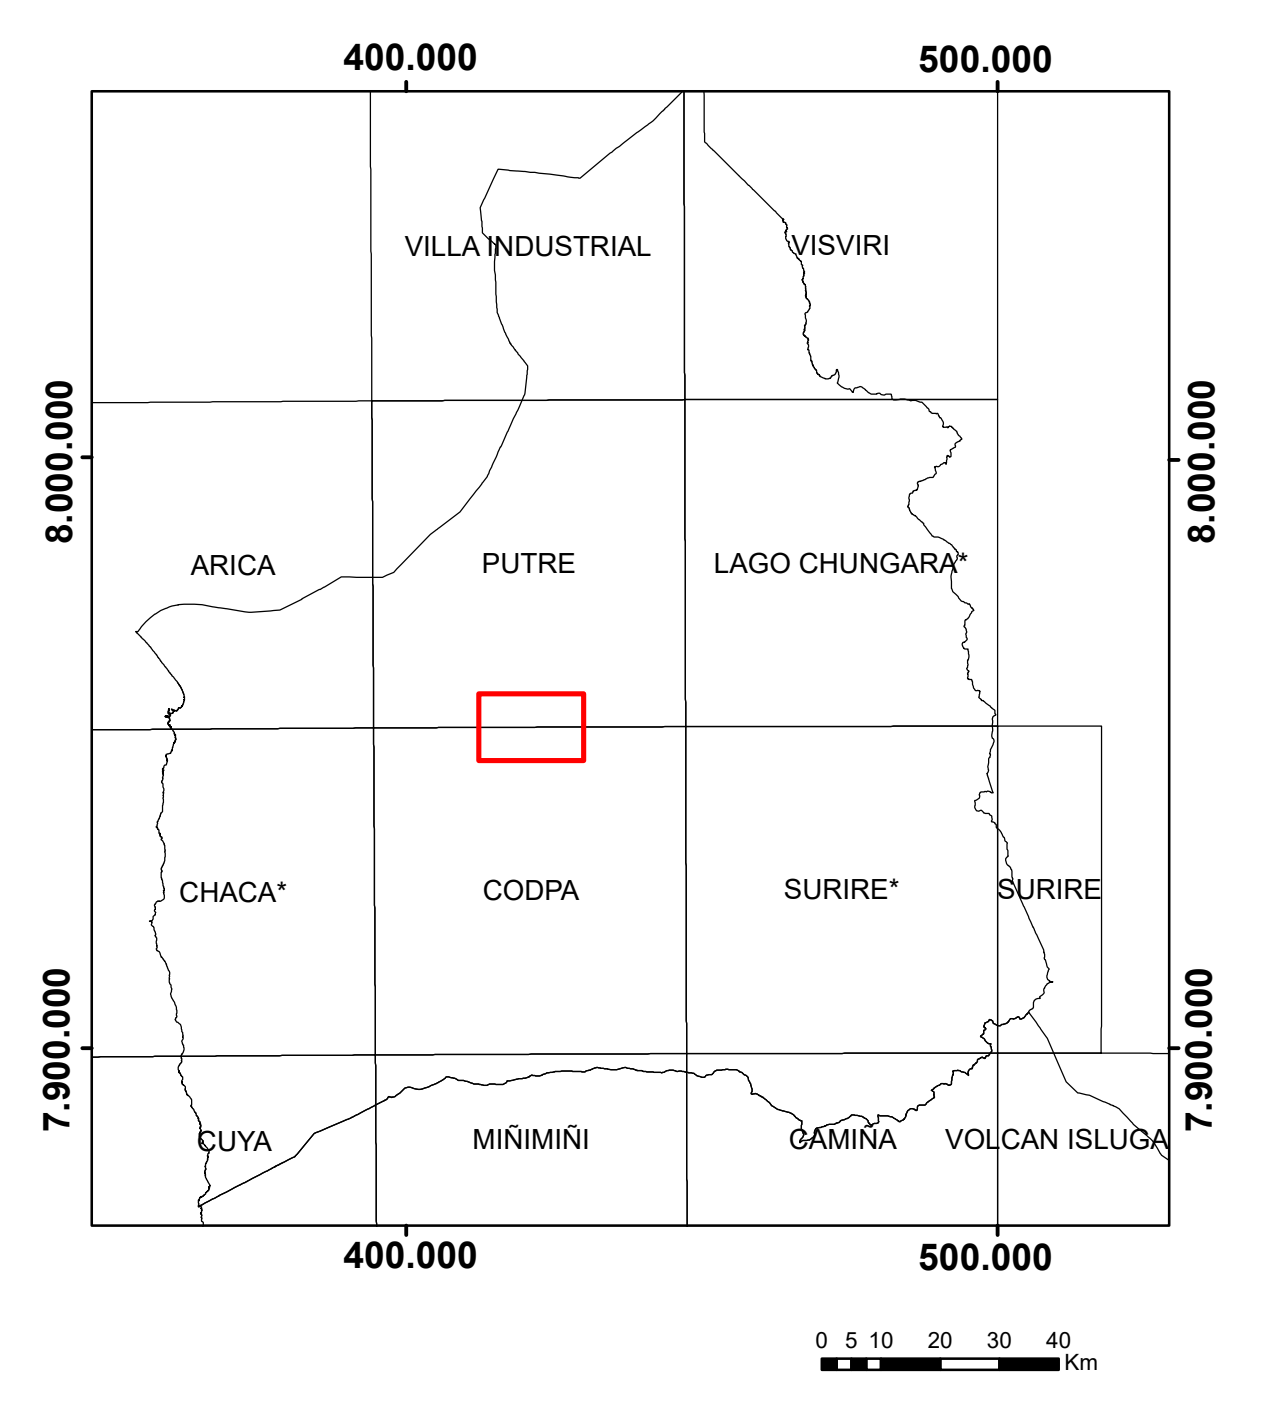 400.000
500.000
VILLA INDUSTRIAL
VISVIRI
8.000.000
8.000.000
ARICA
PUTRE
LAGO CHUNGARA*
CHACA*
CODPA
SURIRE*
SURIRE
7.900.000
7.900.000
CUYA
MIÑIMIÑI
CAMIÑA
VOLCAN ISLUGA
400.000
500.000
0 5 10 20 30 40
Km